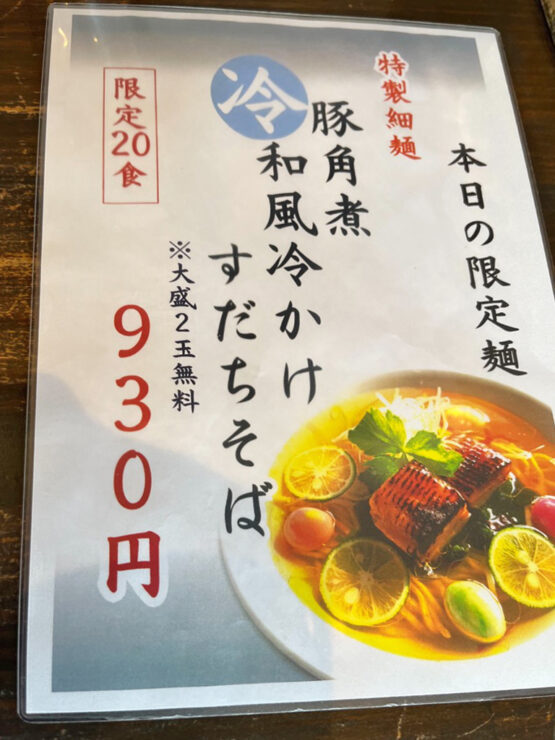 本日の限定麺
特製細麺
豚角煮
冷
和風冷かけ
すだちそば
※大盛2玉無料
限定20食
930円